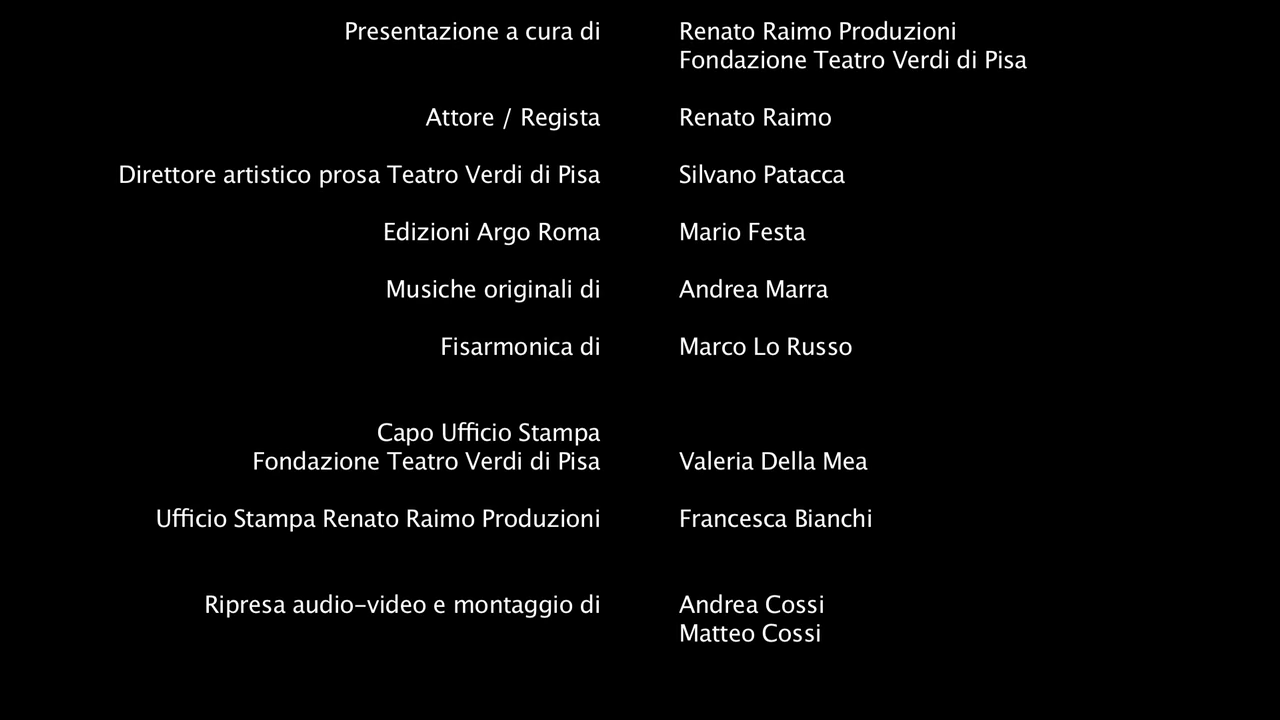 Presentazione a cura di Renato Raimo Produzioni
Fondazione Teatro Verdi di Pisa
Attore / Regista Renato Raimo
Direttore artistico prosa Teatro Verdi di Pisa Silvano Patacca
Edizioni Argo Roma Mario Festa
Musiche originali di Andrea Marra
Fisarmonica di Marco Lo Russo
Capo Ufficio Stampa
Fondazione Teatro Verdi di Pisa Valeria Della Mea
Ufficio Stampa Renato Raimo Produzioni Francesca Bianchi
Ripresa audio-video e montaggio di Andrea Cossi
Matteo Cossi